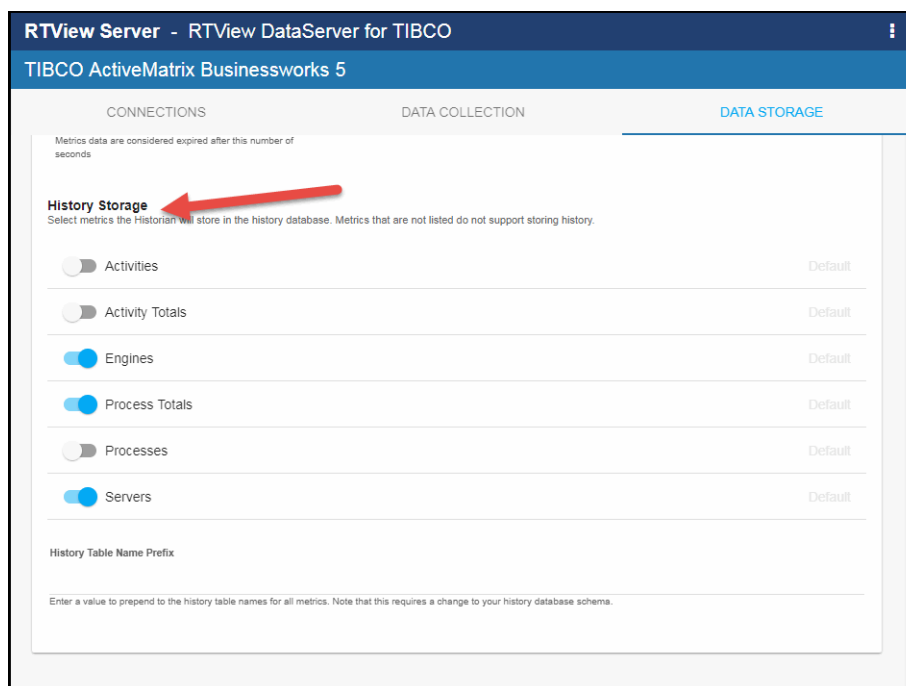 RTView Server - RTView DataServer for TIBCO
TIBCO ActiveMatrix Businessworks 5
CONNECTIONS DATA COLLECTION DATA STORAGE
Metrics data are considered expired after this number of
seconds
History Storage
Select metrics the Historian will store in the history database. Metrics that are not listed do not support storing history.
Activities Default
Activity Totals Default
Engines Default
Process Totals Default
Processes Default
Servers Default
History Table Name Prefix
Enter a value to prepend to the history table names for all metrics. Note that this requires a change to your history database schema.